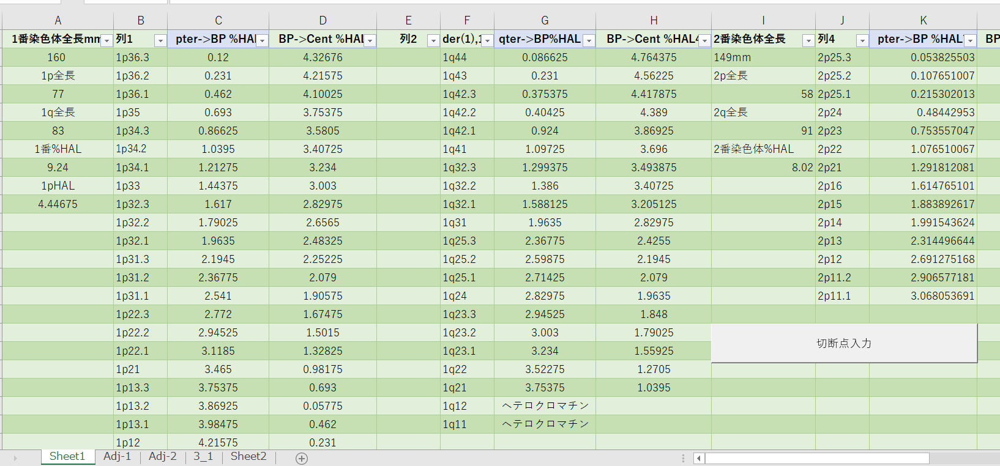 A B C D E F G H I J K
1番染色体全長mm 列1 pter->BP %HAL BP->Cent %HAL 列2 der(1),1 qter->BP%HAL BP->Cent %HAL4 2番染色体全長 列4 pter->BP %HAL BP
160 1p36.3 0.12 4.32676 1q44 0.086625 4.764375 149mm 2p25.3 0.053825503
1p全長 1p36.2 0.231 4.21575 1q43 0.231 4.56225 2p全長 2p25.2 0.107651007
77 1p36.1 0.462 4.10025 1q42.3 0.375375 4.417875 58 2p25.1 0.215302013
1q全長 1p35 0.693 3.75375 1q42.2 0.40425 4.389 2q全長 2p24 0.48442953
83 1p34.3 0.86625 3.5805 1q42.1 0.924 3.86925 91 2p23 0.753557047
1番%HAL 1p34.2 1.0395 3.40725 1q41 1.09725 3.696 2番染色体%HAL 2p22 1.076510067
9.24 1p34.1 1.21275 3.234 1q32.3 1.299375 3.493875 8.02 2p21 1.291812081
1pHAL 1p33 1.44375 3.003 1q32.2 1.386 3.40725 2p16 1.614765101
4.44675 1p32.3 1.617 2.82975 1q32.1 1.588125 3.205125 2p15 1.883892617
1p32.2 1.79025 2.6565 1q31 1.9635 2.82975 2p14 1.991543624
1p32.1 1.9635 2.48325 1q25.3 2.36775 2.4255 2p13 2.314496644
1p31.3 2.1945 2.25225 1q25.2 2.59875 2.1945 2p12 2.691275168
1p31.2 2.36775 2.079 1q25.1 2.71425 2.079 2p11.2 2.906577181
1p31.1 2.541 1.90575 1q24 2.82975 1.9635 2p11.1 3.068053691
1p22.3 2.772 1.67475 1q23.3 2.94525 1.848
1p22.2 2.94525 1.5015 1q23.2 3.003 1.79025
切断点入力
1p22.1 3.1185 1.32825 1q23.1 3.234 1.55925
1p21 3.465 0.98175 1q22 3.52275 1.2705
1p13.3 3.75375 0.693 1q21 3.75375 1.0395
1p13.2 3.86925 0.05775 1q12 ヘテロクロマチン
1p13.1 3.98475 0.462 1q11 ヘテロクロマチン
1p12 4.21575 0.231
Sheet1 Adj-1 Adj-2 3_1 Sheet2